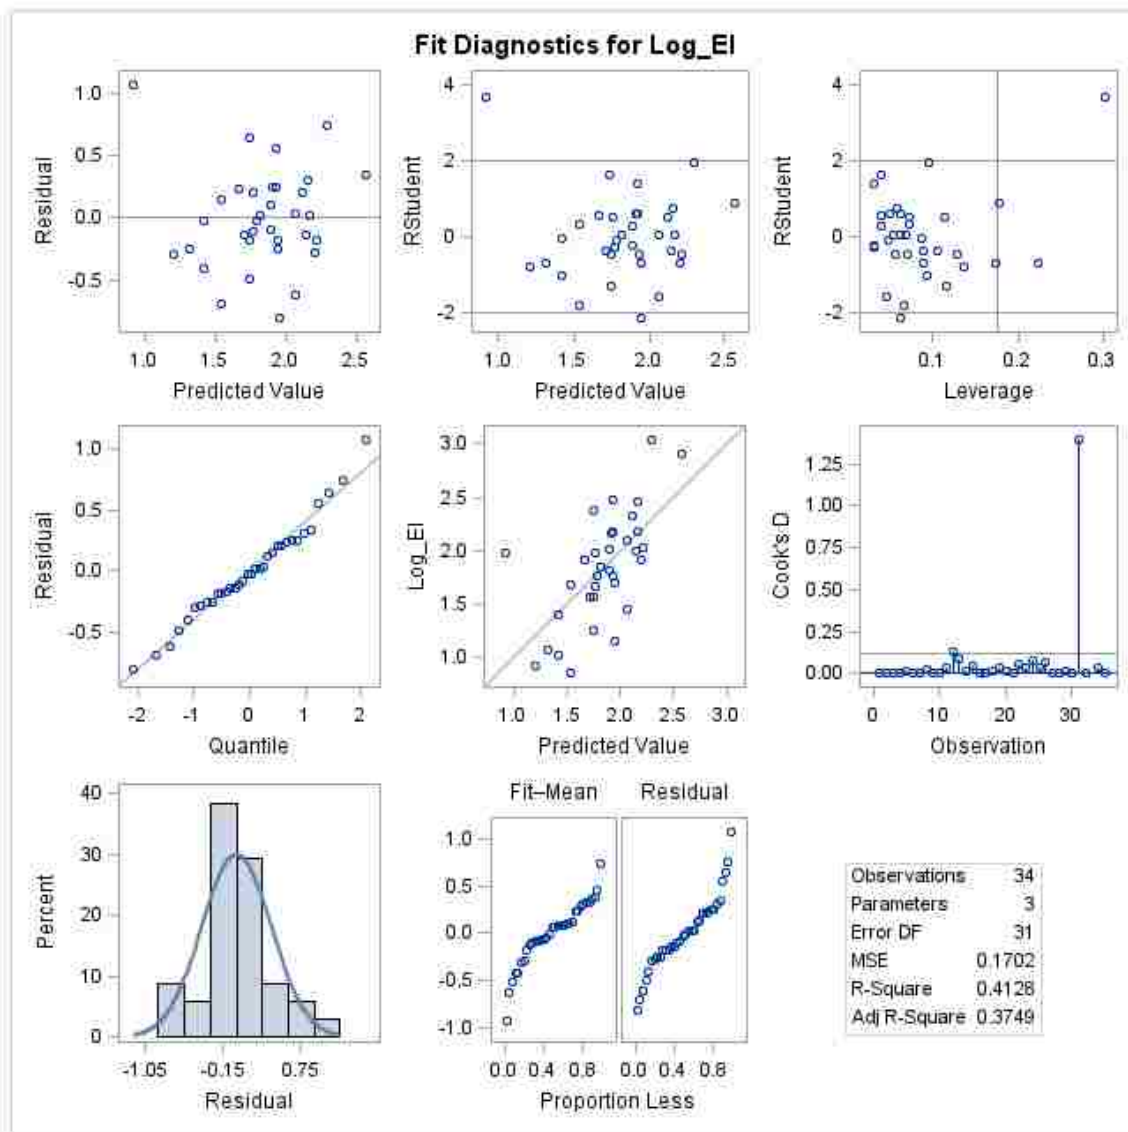 Fit Diagnostics for Log_EI
1.0
0.5
0.0
-0.5
Residual
1.0 1.5 2.0 2.5
Predicted Value
4
2
0
-2
RStudent
1.0 1.5 2.0 2.5
Predicted Value
4
2
0
-2
RStudent
0.1 0.2 0.3
Leverage
1.0
0.5
0.0
-0.5
Residual
-2 -1 0 1 2
Quantile
3.0
2.5
2.0
1.5
1.0
Log_EI
1.0 1.5 2.0 2.5 3.0
Predicted Value
1.25
1.00
0.75
0.50
0.25
0.00
Cook's D
0 10 20 30
Observation
40
30
20
10
0
Percent
-1.05 -0.15 0.75
Residual
Fit–Mean Residual
1.0
0.5
0.0
-0.5
-1.0
0.0 0.4 0.8 0.0 0.4 0.8
Proportion Less
Observations 34
Parameters 3
Error DF 31
MSE 0.1702
R-Square 0.4128
Adj R-Square 0.3749